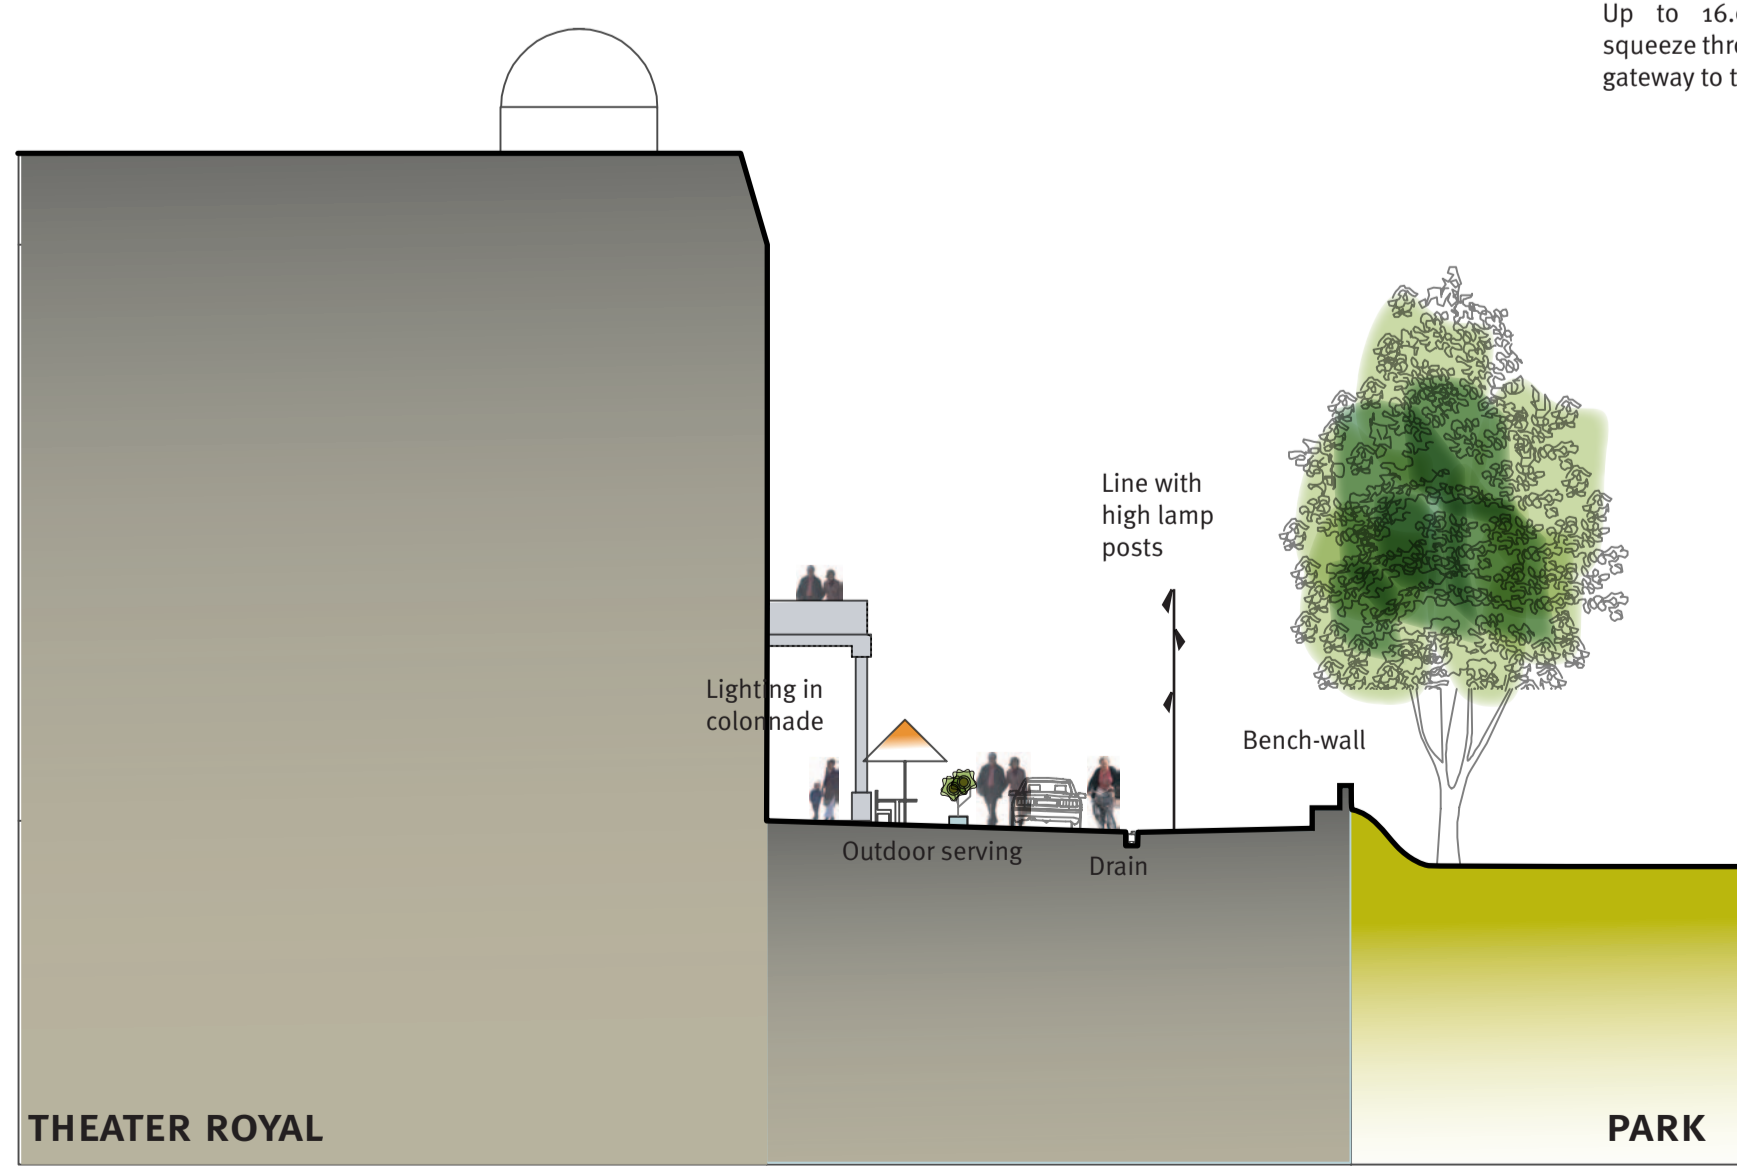 Up to 16.
squeeze
gateway to
Line with
high lamp
posts
Lighting in
colonnade
Bench-wall
Outdoor serving
Drain
THEATER ROYAL
PARK